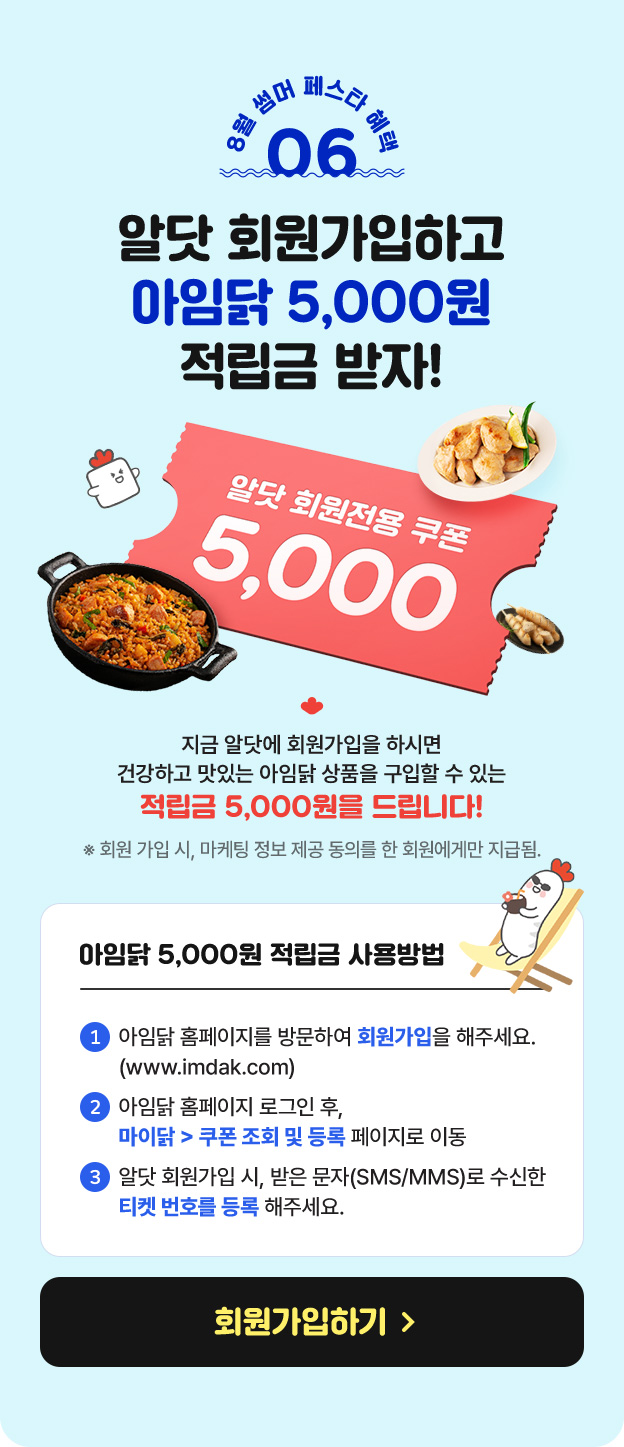 8월 썸머 페스타 혜택
06
알닷 회원가입하고
아임닭 5,000원
적립금 받자!
알닷 회원전용 쿠폰
5,000
지금 알닷에 회원가입을 하시면
건강하고 맛있는 아임닭 상품을 구입할 수 있는
적립금 5,000원을 드립니다!
※ 회원 가입 시, 마케팅 정보 제공 동의를 한 회원에게만 지급됨.
아임닭 5,000원 적립금 사용방법
1 아임닭 홈페이지를 방문하여 회원가입을 해주세요.
(www.imdak.com)
2 아임닭 홈페이지 로그인 후,
마이닭 > 쿠폰 조회 및 등록 페이지로 이동
3 알닷 회원가입 시, 받은 문자(SMS/MMS)로 수신한
티켓 번호를 등록 해주세요.
회원가입하기 >